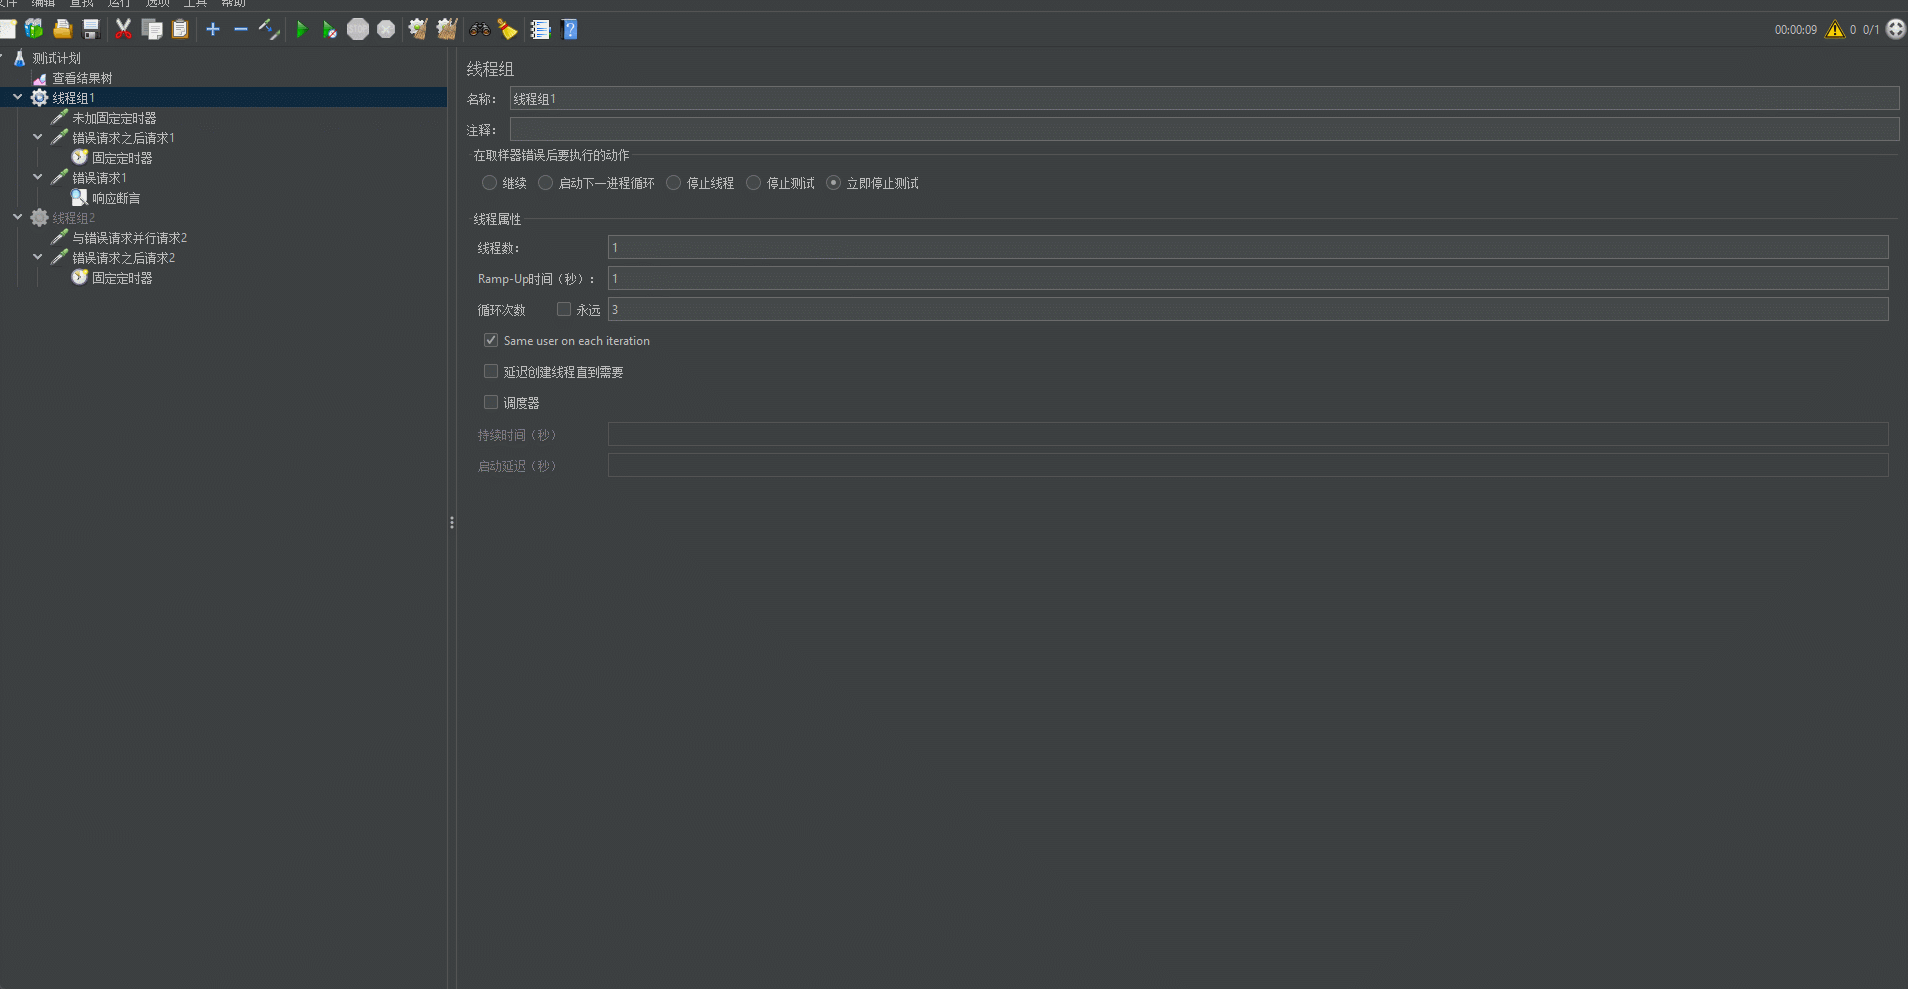 文件 编辑 查找 运行 选项 工具 帮助
00:00:09 0 0/1
测试计划
查看结果树
线程组1
未加固定定时器
错误请求之后请求1
固定定时器
错误请求1
响应断言
线程组2
与错误请求并行请求2
错误请求之后请求2
固定定时器
线程组
名称： 线程组1
注释：
在取样器错误后要执行的动作
继续 启动下一进程循环 停止线程 停止测试 立即停止测试
线程属性
线程数： 1
Ramp-Up时间（秒）： 1
循环次数 永远 3
Same user on each iteration
延迟创建线程直到需要
调度器
持续时间（秒）
启动延迟（秒）